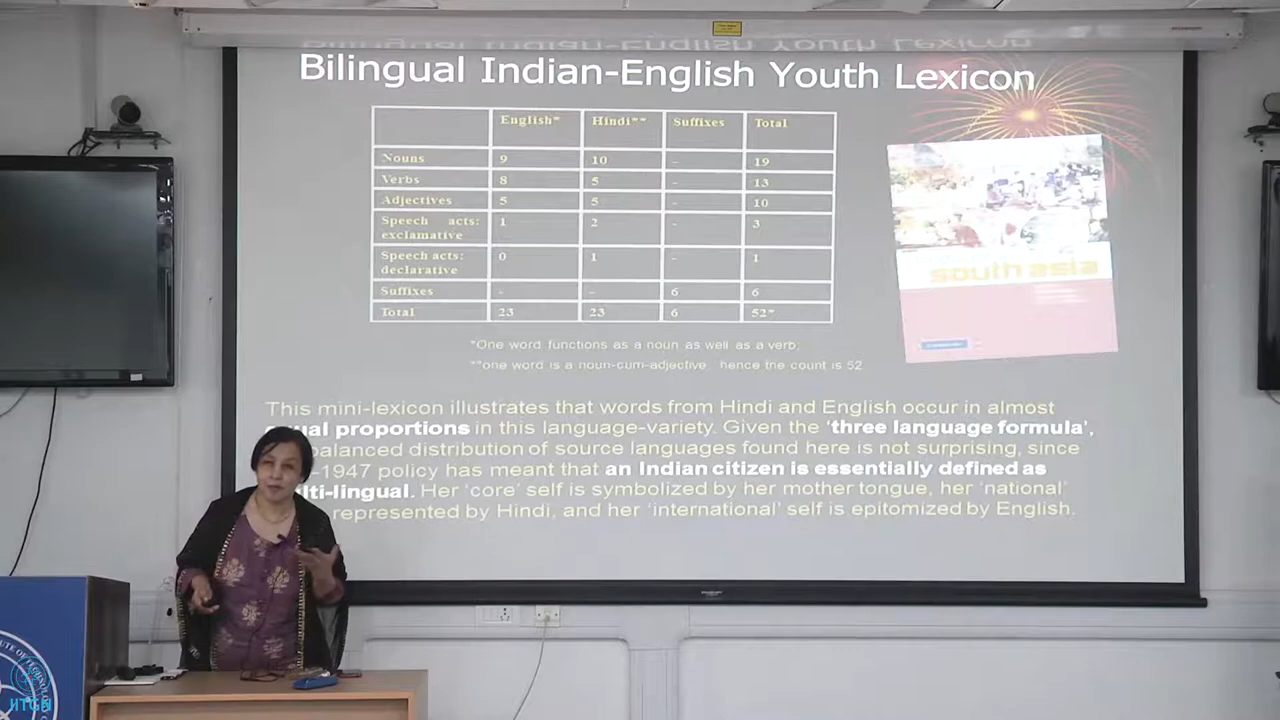 Bilingual Indian-English Youth Lexicon
English* Hindi** Suffixes Total
Nouns 9 10 - 19
Verbs 8 5 - 13
Adjectives 5 5 - 10
Speech acts: exclamative 1 2 - 3
Speech acts: declarative 0 1 - 1
Suffixes - - 6 6
Total 23 23 6 52*
*One word functions as a noun as well as a verb;
**one word is a noun-cum-adjective hence the count is 52
south asia
This mini-lexicon illustrates that words from Hindi and English occur in almost
equal proportions in this language-variety. Given the 'three language formula',
balanced distribution of source languages found here is not surprising, since
-1947 policy has meant that an Indian citizen is essentially defined as
lti-lingual. Her 'core' self is symbolized by her mother tongue, her 'national'
represented by Hindi, and her 'international' self is epitomized by English.
UTE OF TECHNOLO
IITGN